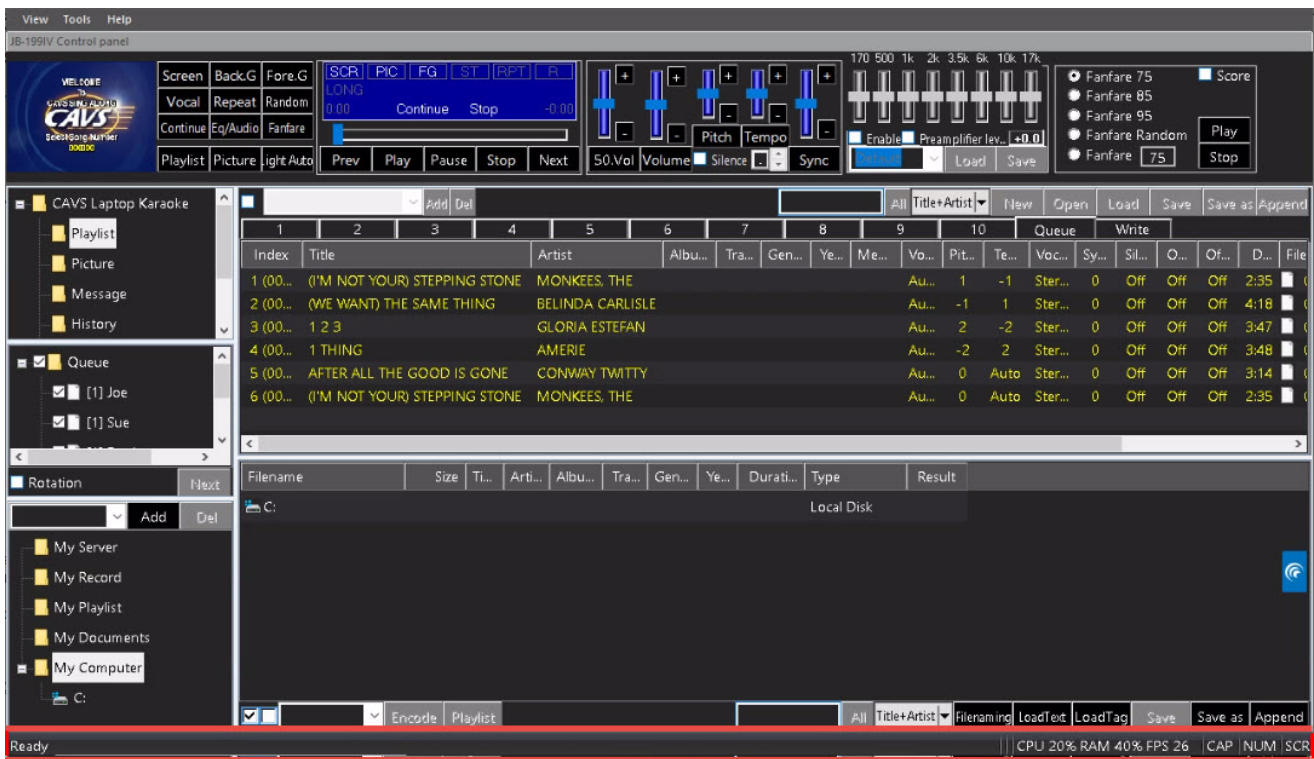 View Tools Help
JB-199IV Control panel
WELCOME
TO
CAVS SING ALONG
CAVS
Screen Back.G Fore.G
Vocal Repeat Random
Continue Eq/Audio Fanfare
Playlist Picture Light Auto
SCR PIC FG ST RPT R
LONG
0:00 Continue Stop -0:00
Prev Play Pause Stop Next
+ + + + +
- - - - -
Pitch Tempo
50.Vol Volume Silence Sync
170 500 1k 2k 3.5k 6k 10k 17k
Enable Preamplifier lev... +0.0
Default Load Save
Fanfare 75
Fanfare 85
Fanfare 95
Fanfare Random
Fanfare 75
Score
Play
Stop
CAVS Laptop Karaoke
Playlist
Picture
Message
History
Queue
[1] Joe
[1] Sue
Rotation Next
Add Del
My Server
My Record
My Playlist
My Documents
My Computer
C:
Add Del All Title+Artist New Open Load Save Save as Append
1 2 3 4 5 6 7 8 9 10 Queue Write
Index Title Artist Albu... Tra... Gen... Ye... Me... Vo... Pit... Te... Voc... Sy... Sil... O... Of... D... File
1 (00... (I'M NOT YOUR) STEPPING STONE MONKEES, THE Au... 1 -1 Ster... 0 Off Off Off 2:35
2 (00... (WE WANT) THE SAME THING BELINDA CARLISLE Au... -1 1 Ster... 0 Off Off Off 4:18
3 (00... 1 2 3 GLORIA ESTEFAN Au... 2 -2 Ster... 0 Off Off Off 3:47
4 (00... 1 THING AMERIE Au... -2 2 Ster... 0 Off Off Off 3:48
5 (00... AFTER ALL THE GOOD IS GONE CONWAY TWITTY Au... 0 Auto Ster... 0 Off Off Off 3:14
6 (00... (I'M NOT YOUR) STEPPING STONE MONKEES, THE Au... 0 Auto Ster... 0 Off Off Off 2:35
Filename Size Ti... Arti... Albu... Tra... Gen... Ye... Durati... Type Result
C: Local Disk
Encode Playlist All Title+Artist Filenaming LoadText LoadTag Save Save as Append
Ready CPU 20% RAM 40% FPS 26 CAP NUM SCR